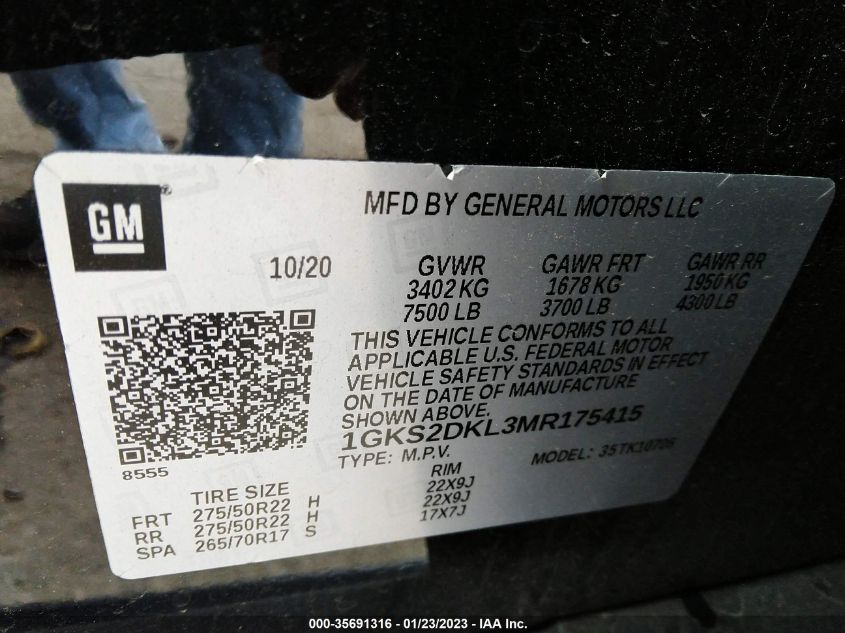 GM®
MFD BY GENERAL MOTORS LLC
10/20
GVWR GAWR FRT GAWR RR
3402 KG 1678 KG 1950 KG
7500 LB 3700 LB 4300 LB
THIS VEHICLE CONFORMS TO ALL
APPLICABLE U.S. FEDERAL MOTOR
VEHICLE SAFETY STANDARDS IN EFFECT
ON THE DATE OF MANUFACTURE
SHOWN ABOVE.
1GKS2DKL3MR175415
TYPE: M.P.V. MODEL: 35TK10706
8555
TIRE SIZE RIM
FRT 275/50R22 H 22X9J
RR 275/50R22 H 22X9J
SPA 265/70R17 S 17X7J
000-35691316 - 01/23/2023 - IAA Inc.